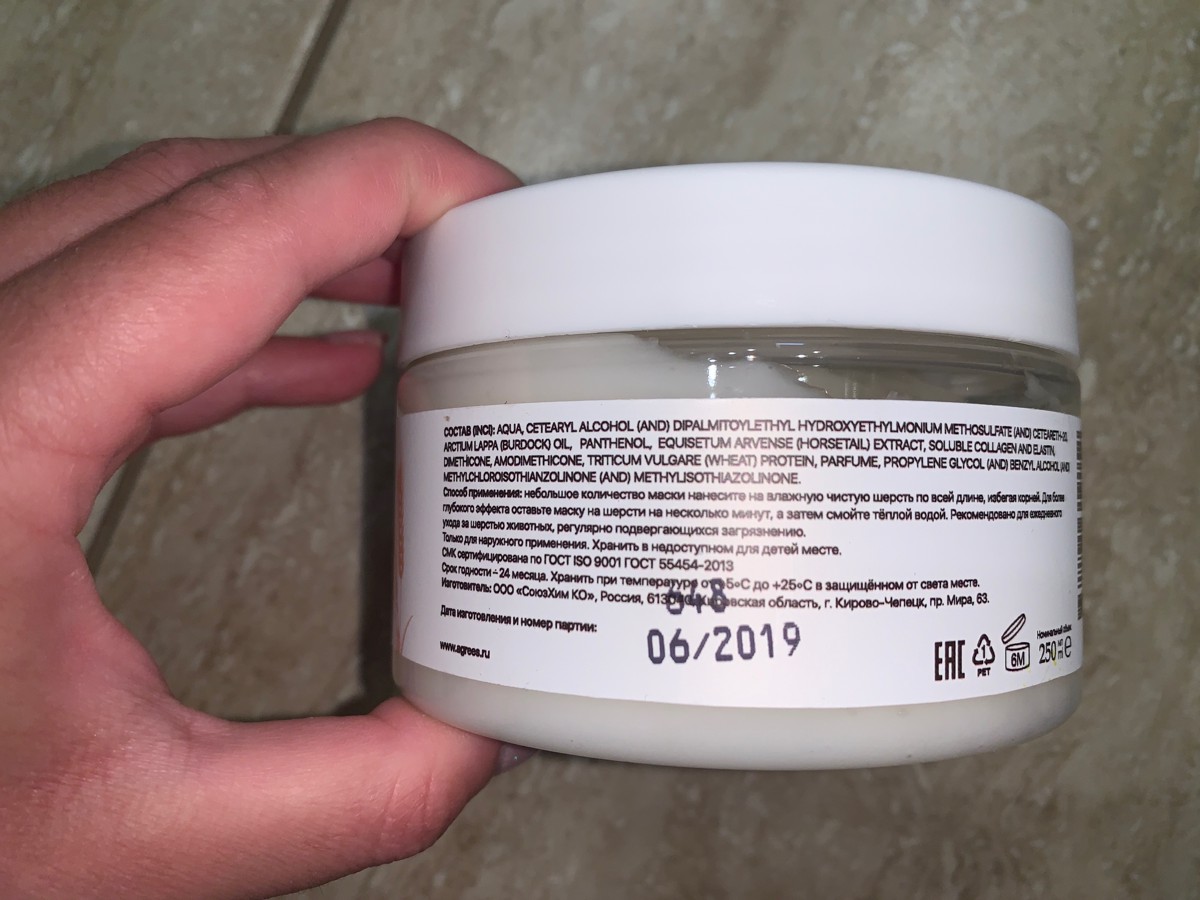 СОСТАВ (INCI): AQUA, CETEARYL ALCOHOL (AND) DIPALMITOYLETHYL HYDROXYETHYLMONIUM METHOSULFATE (AND) CETEARETH-20,
ARCTIUM LAPPA (BURDOCK) OIL, PANTHENOL, EQUISETUM ARVENSE (HORSETAIL) EXTRACT, SOLUBLE COLLAGEN AND ELASTIN,
DIMETHICONE, AMODIMETHICONE, TRITICUM VULGARE (WHEAT) PROTEIN, PARFUME, PROPYLENE GLYCOL (AND) BENZYL ALCOHOL (AND)
METHYLCHLOROISOTHIANZOLINONE (AND) METHYLISOTHIAZOLINONE.
Способ применения: небольшое количество маски нанесите на влажную чистую шерсть по всей длине, избегая корней. Для более
глубокого эффекта оставьте маску на шерсти на несколько минут, а затем смойте тёплой водой. Рекомендовано для ежедневного
ухода за шерстью животных, регулярно подвергающихся загрязнению.
Только для наружного применения. Хранить в недоступном для детей месте.
СМК сертифицирована по ГОСТ ISO 9001 ГОСТ 55454-2013
Срок годности – 24 месяца. Хранить при температуре от +5°C до +25°C в защищённом от света месте.
Изготовитель: ООО «СоюзХим КО», Россия, 613040, Кировская область, г. Кирово-Чепецк, пр. Мира, 63.
Дата изготовления и номер партии:
648
06/2019
www.agrees.ru
EAC
1
PET
6M
Номинальный объем:
250 мл ml e